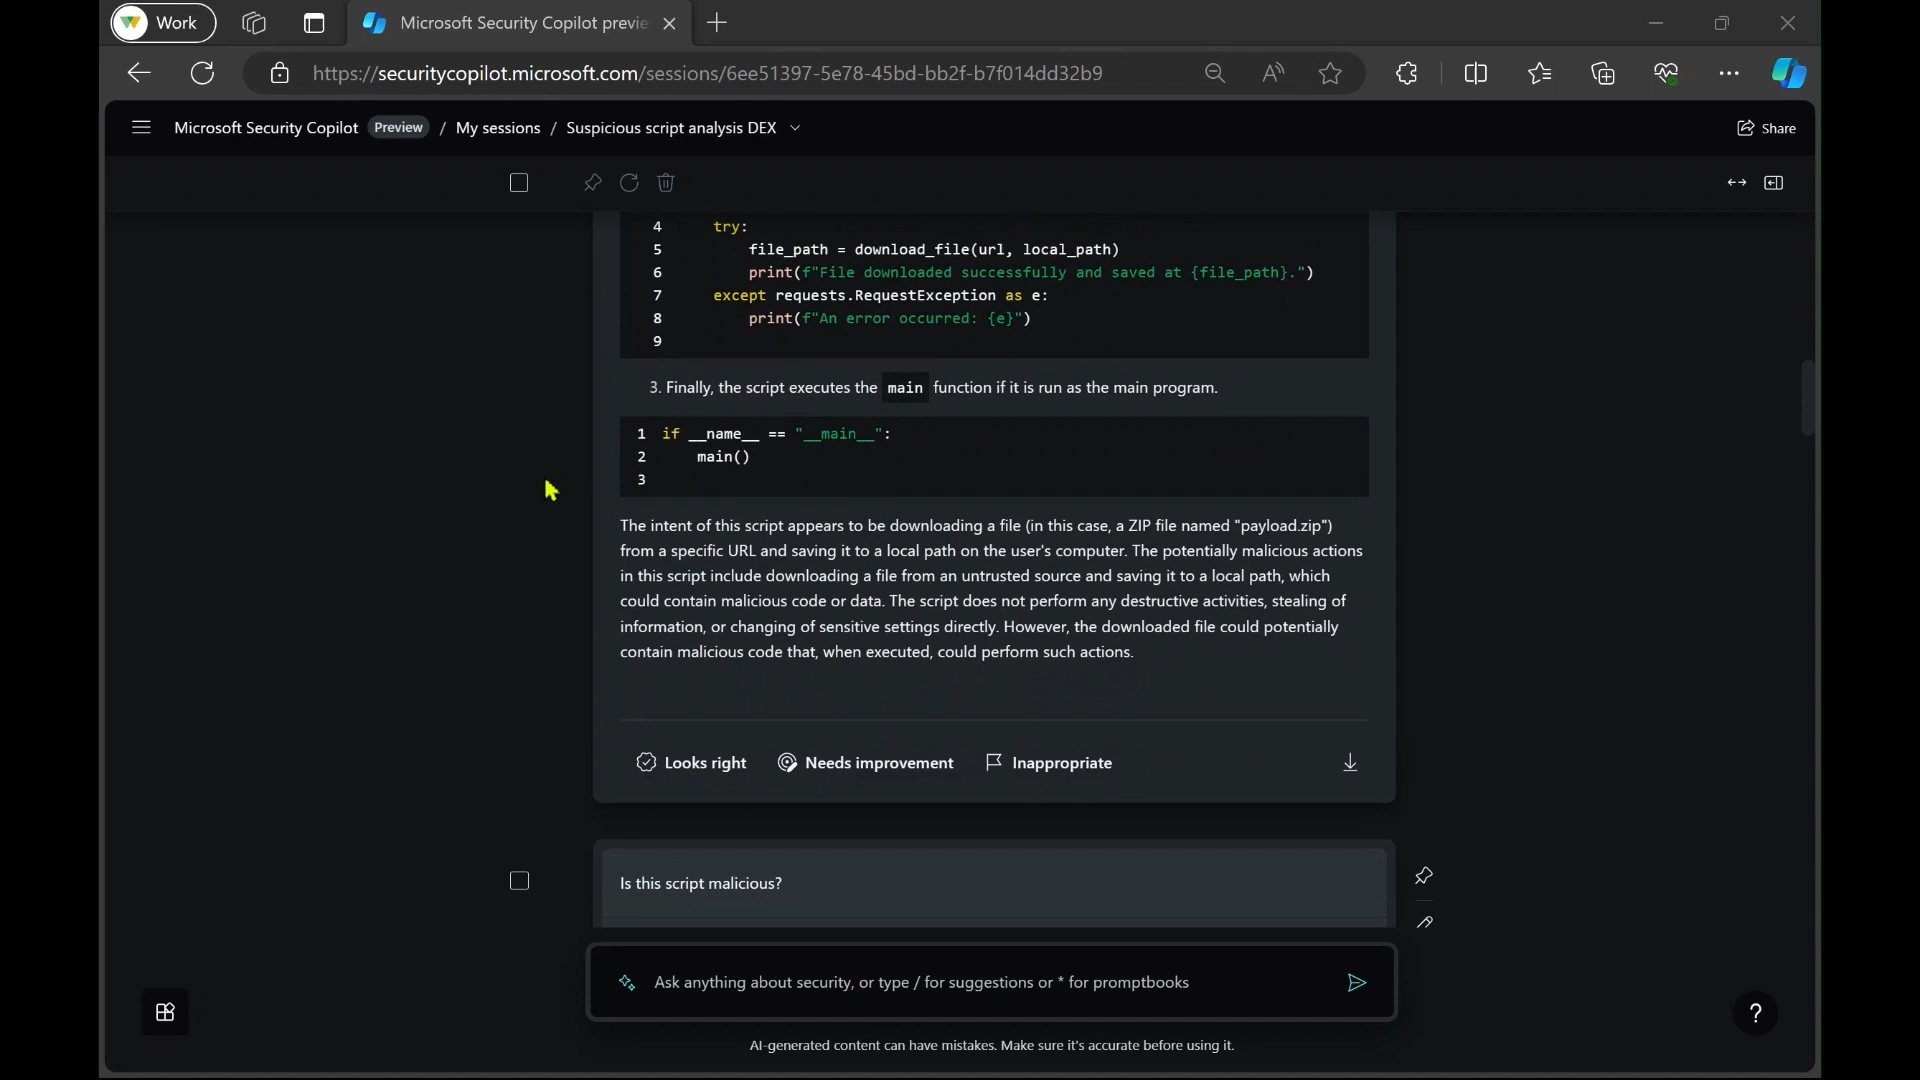 Work
Microsoft Security Copilot previe
https://securitycopilot.microsoft.com/sessions/6ee51397-5e78-45bd-bb2f-b7f014dd32b9
Microsoft Security Copilot Preview / My sessions / Suspicious script analysis DEX
Share
4 try:
5 file_path = download_file(url, local_path)
6 print(f"File downloaded successfully and saved at {file_path}.")
7 except requests.RequestException as e:
8 print(f"An error occurred: {e}")
9
3. Finally, the script executes the main function if it is run as the main program.
1 if __name__ == "__main__":
2 main()
3
The intent of this script appears to be downloading a file (in this case, a ZIP file named "payload.zip")
from a specific URL and saving it to a local path on the user's computer. The potentially malicious actions
in this script include downloading a file from an untrusted source and saving it to a local path, which
could contain malicious code or data. The script does not perform any destructive activities, stealing of
information, or changing of sensitive settings directly. However, the downloaded file could potentially
contain malicious code that, when executed, could perform such actions.
Looks right
Needs improvement
Inappropriate
Is this script malicious?
Ask anything about security, or type / for suggestions or * for promptbooks
?
AI-generated content can have mistakes. Make sure it's accurate before using it.